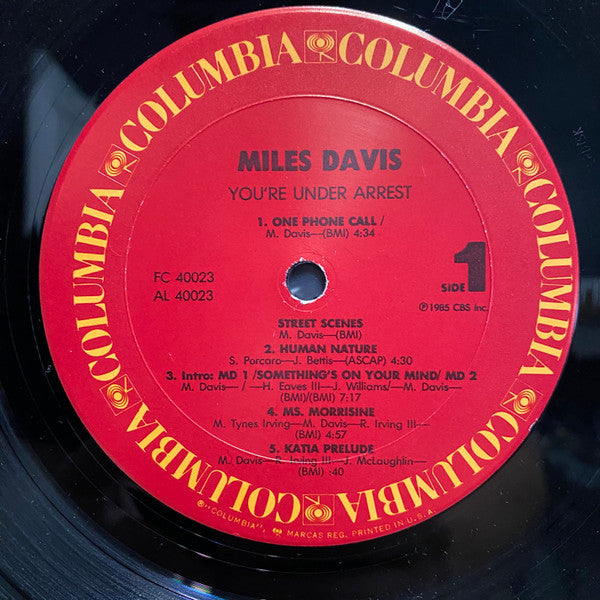 COLUMBIA COLUMBIA COLUMBIA COLUMBIA COLUMBIA COLUMBIA COLUMBIA COLUMBIA
MILES DAVIS
YOU'RE UNDER ARREST
1. ONE PHONE CALL /
M. Davis—(BMI) 4:34
FC 40023
AL 40023
SIDE 1
℗1985 CBS Inc.
STREET SCENES
M. Davis—(BMI)
2. HUMAN NATURE
S. Porcaro—J. Bettis—(ASCAP) 4:30
3. Intro: MD 1 /SOMETHING'S ON YOUR MIND/ MD 2
M. Davis— / —H. Eaves III—J. Williams/—M. Davis—
(BMI)/(BMI) 7:17
4. MS. MORRISINE
M. Tynes Irving—M. Davis—R. Irving III—
(BMI) 4:57
5. KATIA PRELUDE
M. Davis—R. Irving III—J. McLaughlin—
(BMI) :40
®"COLUMBIA", MARCAS REG. PRINTED IN U.S.A.